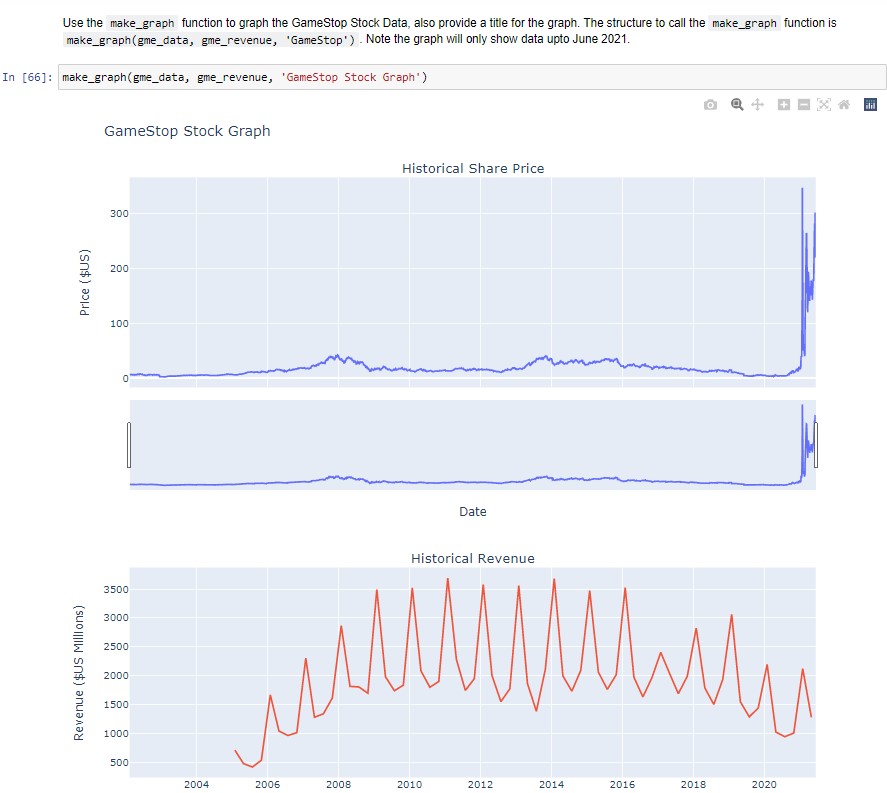 Use the make_graph function to graph the GameStop Stock Data, also provide a title for the graph. The structure to call the make_graph function is
make_graph(gme_data, gme_revenue, 'GameStop') . Note the graph will only show data upto June 2021.
In [66]: make_graph(gme_data, gme_revenue, 'GameStop Stock Graph')
GameStop Stock Graph
Historical Share Price
Price ($US)
300
200
100
0
Date
Historical Revenue
Revenue ($US Millions)
3500
3000
2500
2000
1500
1000
500
2004 2006 2008 2010 2012 2014 2016 2018 2020